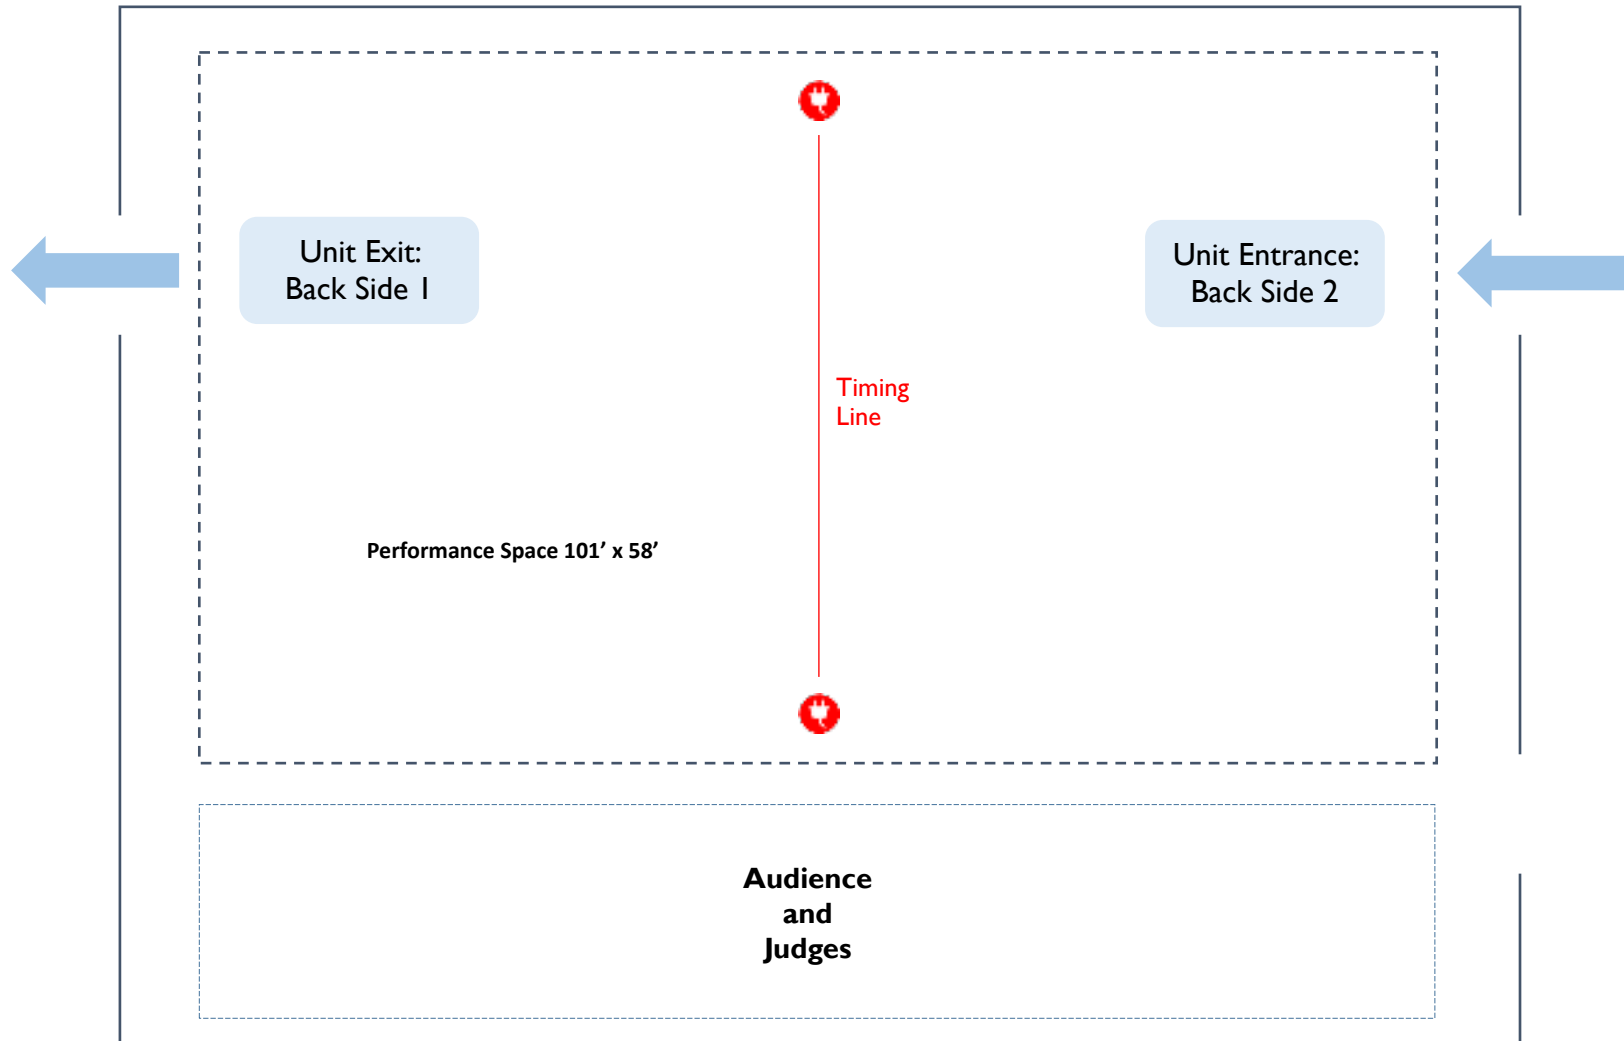 Unit Exit:
Back Side 1
Unit Entrance:
Back Side 2
Timing
Line
Performance Space 101’ x 58’
Audience
and
Judges